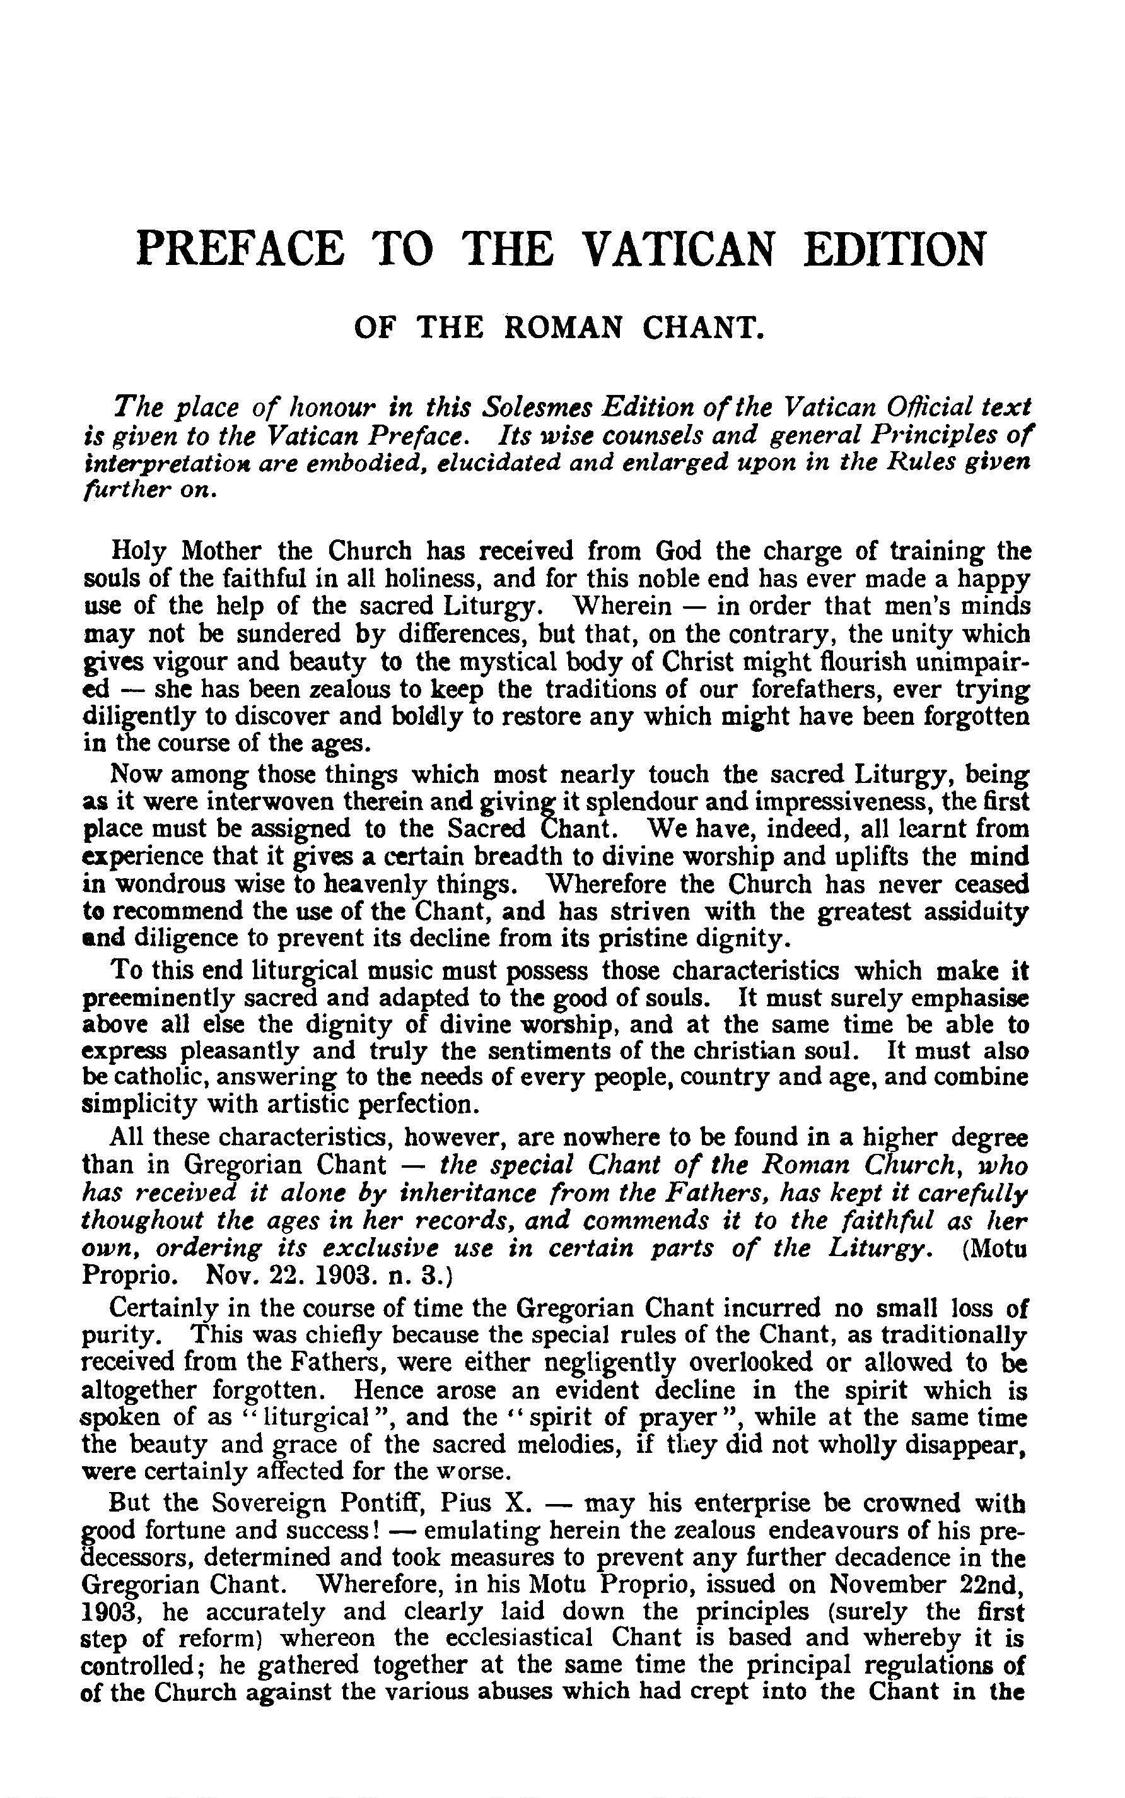 PREFACE TO THE VATICAN EDITION
OF THE ROMAN CHANT.
The place of honour in this Solesmes Edition of the Vatican Official text
is given to the Vatican Preface. Its wise counsels and general Principles of
interpretation are embodied, elucidated and enlarged upon in the Rules given
further on.
Holy Mother the Church has received from God the charge of training the
souls of the faithful in all holiness, and for this noble end has ever made a happy
use of the help of the sacred Liturgy. Wherein — in order that men's minds
may not be sundered by differences, but that, on the contrary, the unity which
gives vigour and beauty to the mystical body of Christ might flourish unimpair-
ed — she has been zealous to keep the traditions of our forefathers, ever trying
diligently to discover and boldly to restore any which might have been forgotten
in the course of the ages.
Now among those things which most nearly touch the sacred Liturgy, being
as it were interwoven therein and giving it splendour and impressiveness, the first
place must be assigned to the Sacred Chant. We have, indeed, all learnt from
experience that it gives a certain breadth to divine worship and uplifts the mind
in wondrous wise to heavenly things. Wherefore the Church has never ceased
to recommend the use of the Chant, and has striven with the greatest assiduity
and diligence to prevent its decline from its pristine dignity.
To this end liturgical music must possess those characteristics which make it
preeminently sacred and adapted to the good of souls. It must surely emphasise
above all else the dignity of divine worship, and at the same time be able to
express pleasantly and truly the sentiments of the christian soul. It must also
be catholic, answering to the needs of every people, country and age, and combine
simplicity with artistic perfection.
All these characteristics, however, are nowhere to be found in a higher degree
than in Gregorian Chant — the special Chant of the Roman Church, who
has received it alone by inheritance from the Fathers, has kept it carefully
thoughout the ages in her records, and commends it to the faithful as her
own, ordering its exclusive use in certain parts of the Liturgy. (Motu
Proprio. Nov. 22. 1903. n. 3.)
Certainly in the course of time the Gregorian Chant incurred no small loss of
purity. This was chiefly because the special rules of the Chant, as traditionally
received from the Fathers, were either negligently overlooked or allowed to be
altogether forgotten. Hence arose an evident decline in the spirit which is
spoken of as “liturgical”, and the “spirit of prayer”, while at the same time
the beauty and grace of the sacred melodies, if they did not wholly disappear,
were certainly affected for the worse.
But the Sovereign Pontiff, Pius X. — may his enterprise be crowned with
good fortune and success! — emulating herein the zealous endeavours of his pre-
decessors, determined and took measures to prevent any further decadence in the
Gregorian Chant. Wherefore, in his Motu Proprio, issued on November 22nd,
1903, he accurately and clearly laid down the principles (surely the first
step of reform) whereon the ecclesiastical Chant is based and whereby it is
controlled; he gathered together at the same time the principal regulations of
of the Church against the various abuses which had crept into the Chant in the